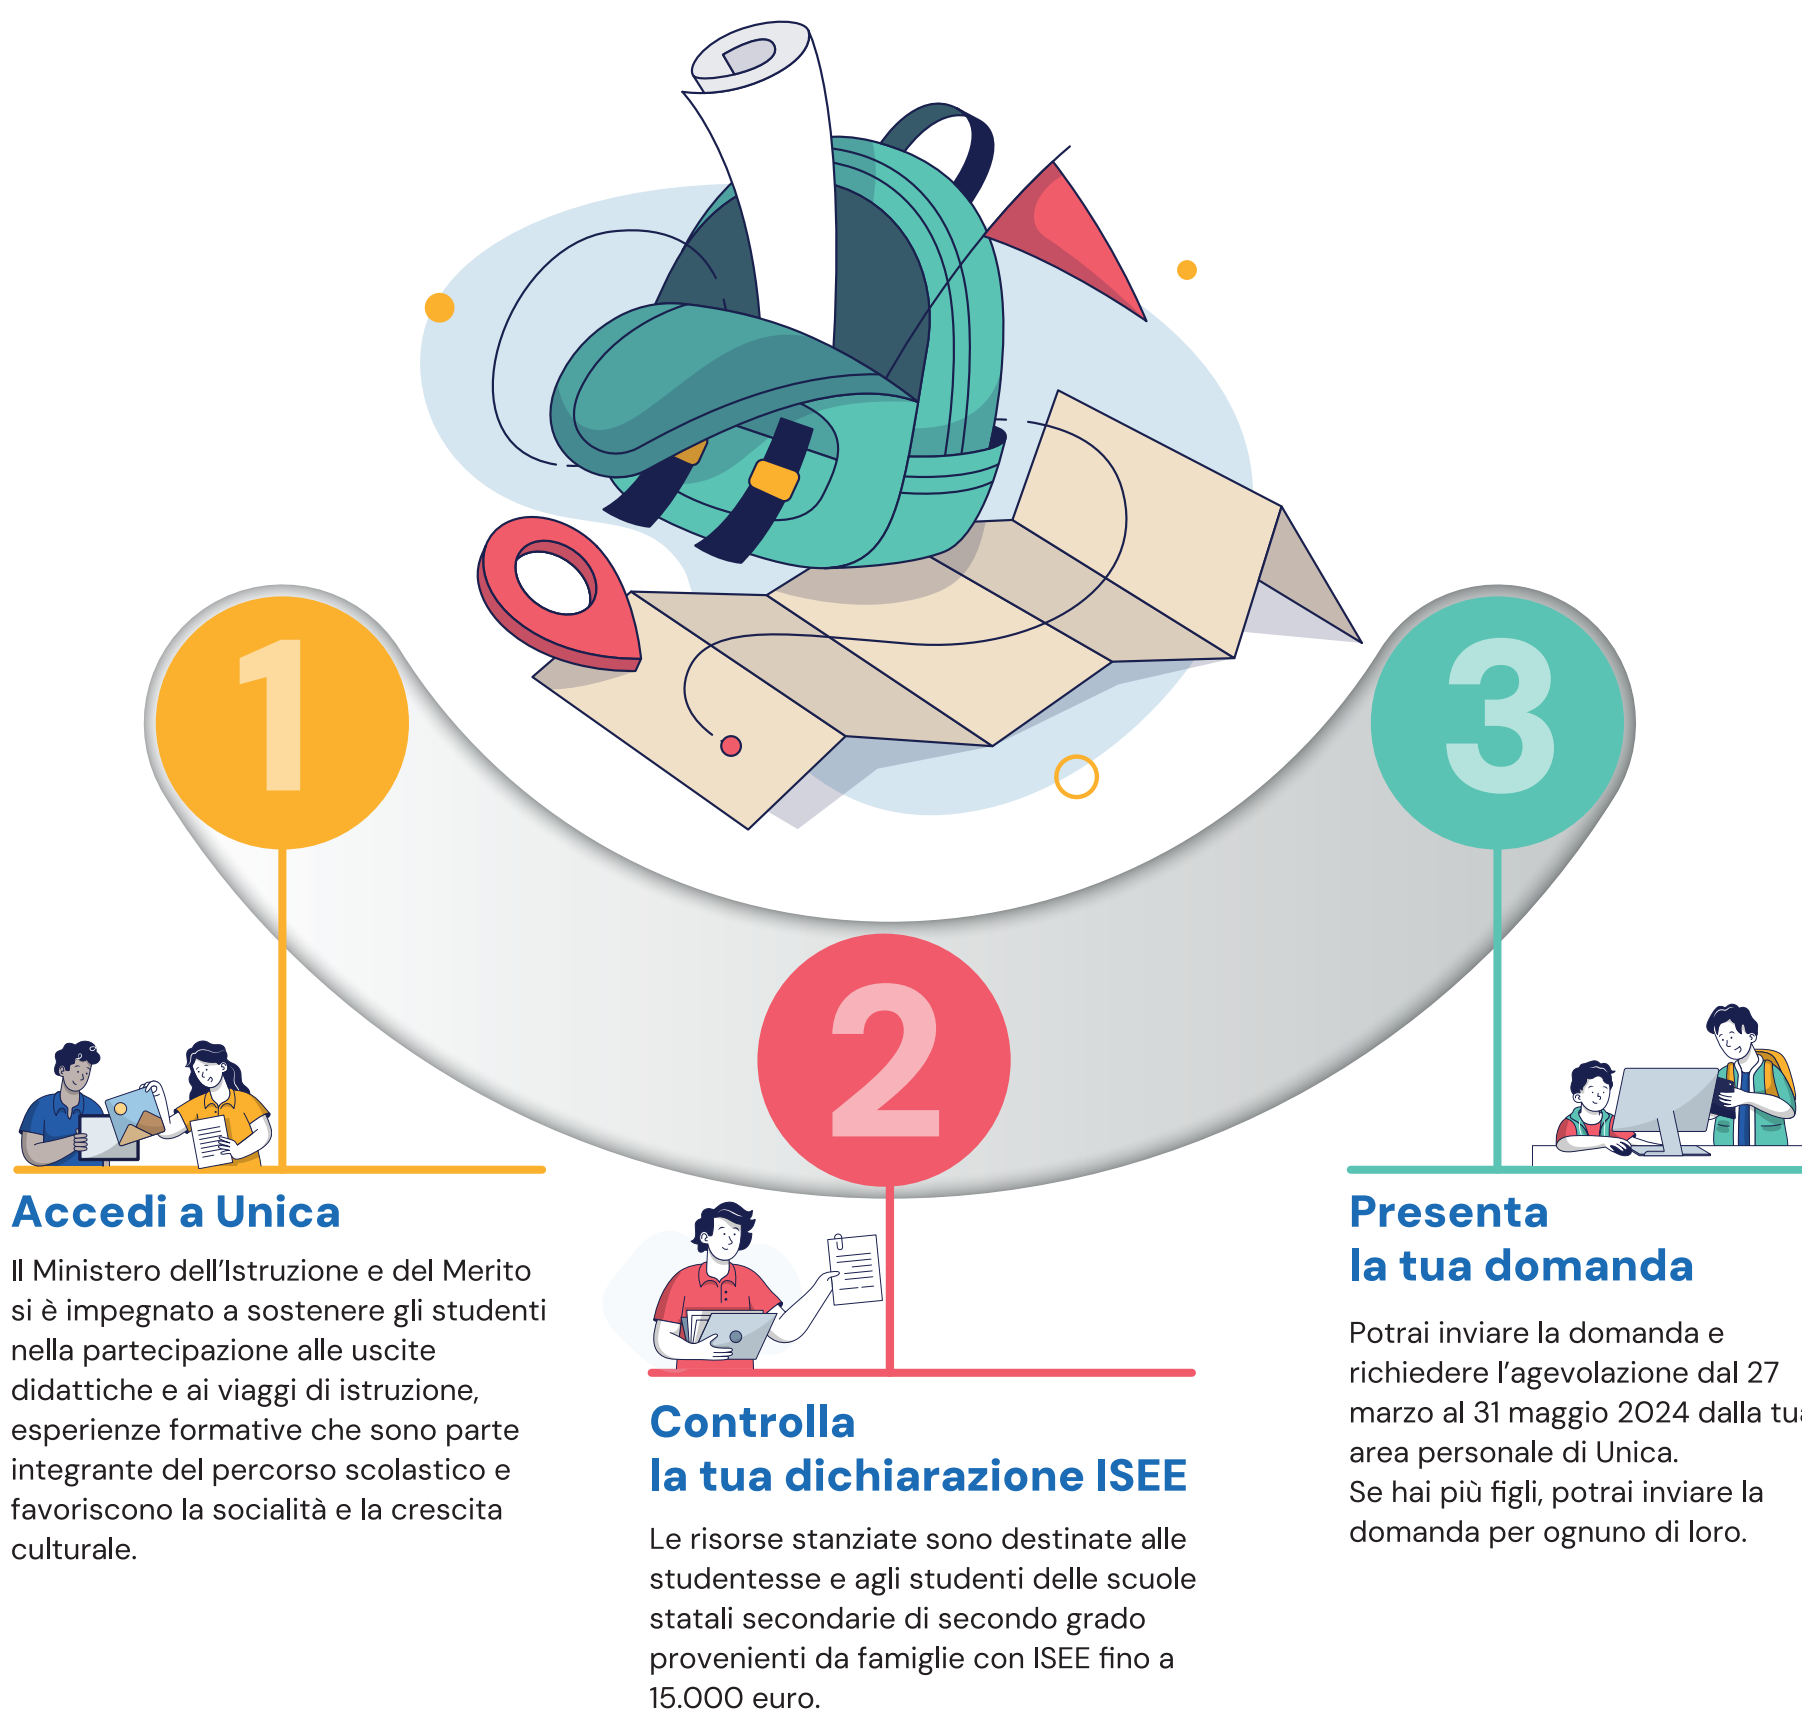 1
Accedi a Unica
Il Ministero dell'Istruzione e del Merito
si è impegnato a sostenere gli studenti
nella partecipazione alle uscite
didattiche e ai viaggi di istruzione,
esperienze formative che sono parte
integrante del percorso scolastico e
favoriscono la socialità e la crescita
culturale.
2
Controlla
la tua dichiarazione ISEE
Le risorse stanziate sono destinate alle
studentesse e agli studenti delle scuole
statali secondarie di secondo grado
provenienti da famiglie con ISEE fino a
15.000 euro.
3
Presenta
la tua domanda
Potrai inviare la domanda e
richiedere l'agevolazione dal 27
marzo al 31 maggio 2024 dalla tua
area personale di Unica.
Se hai più figli, potrai inviare la
domanda per ognuno di loro.